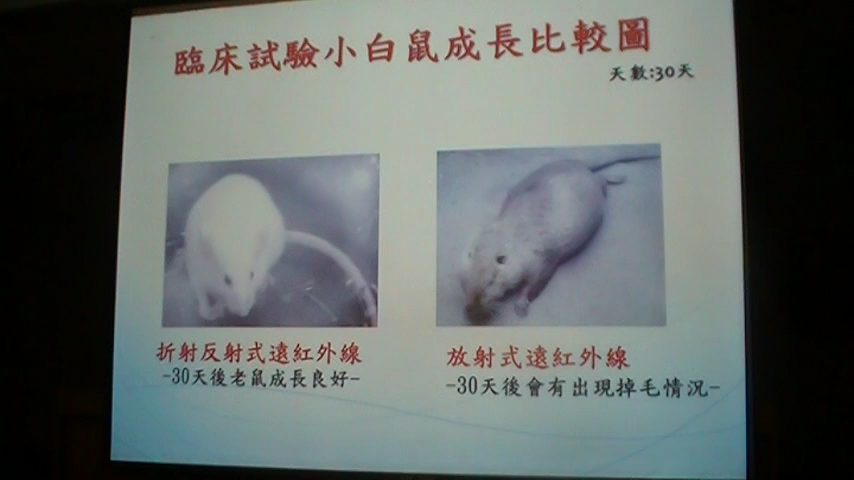 臨床試驗小白鼠成長比較圖
天數:30天
折射反射式遠紅外線
-30天後老鼠成長良好-
放射式遠紅外線
-30天後會有出現掉毛情況-